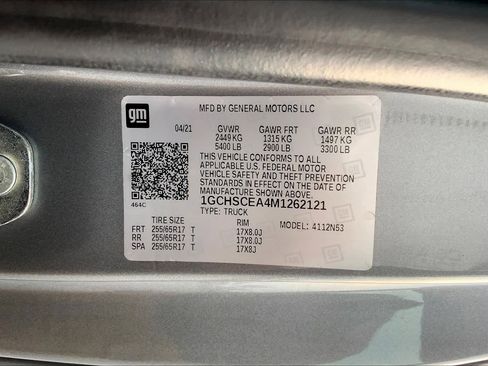 gm
MFD BY GENERAL MOTORS LLC
04/21 GVWR GAWR FRT GAWR RR
2449 KG 1315 KG 1497 KG
5400 LB 2900 LB 3300 LB
THIS VEHICLE CONFORMS TO ALL
APPLICABLE U.S. FEDERAL MOTOR
VEHICLE SAFETY AND THEFT PREVENTION
STANDARDS IN EFFECT ON THE DATE OF
MANUFACTURE SHOWN ABOVE.
464C 1GCHSCEA4M1262121
TYPE: TRUCK
TIRE SIZE RIM MODEL: 4112N53
FRT 255/65R17 T 17X8.0J
RR 255/65R17 T 17X8.0J
SPA 255/65R17 T 17X8J